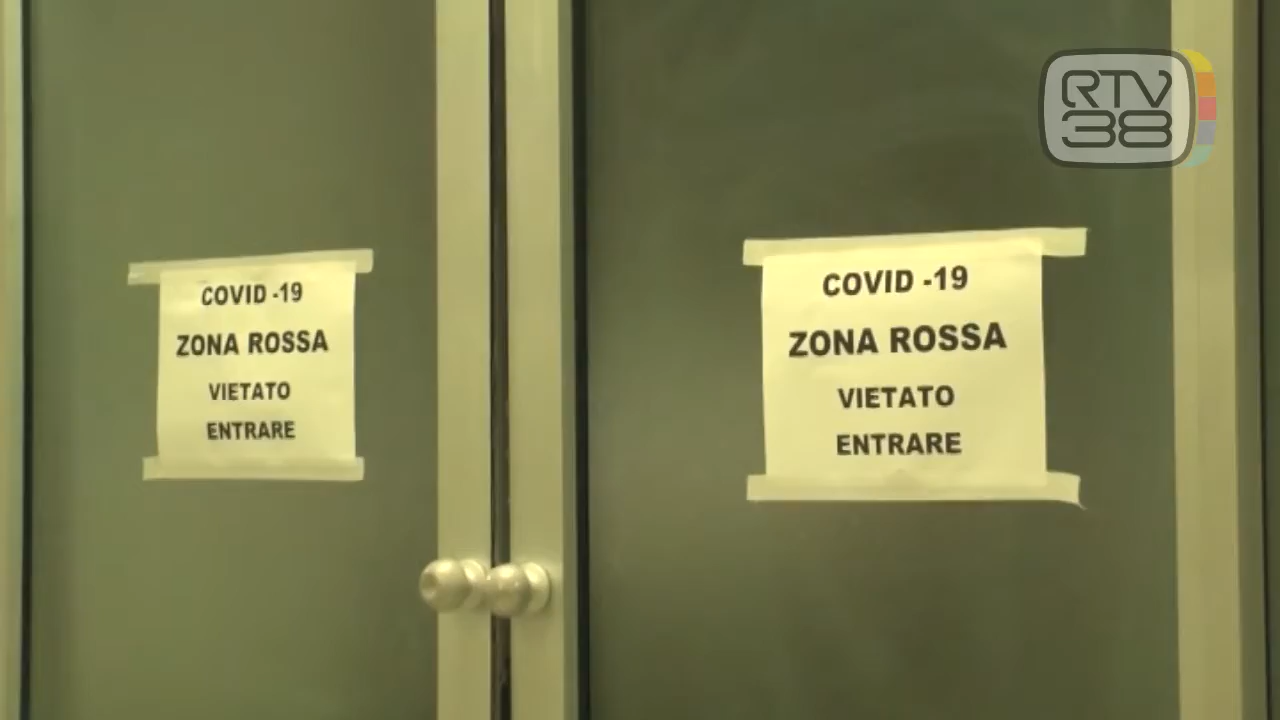 RTV
38
COVID -19
ZONA ROSSA
VIETATO
ENTRARE
COVID -19
ZONA ROSSA
VIETATO
ENTRARE